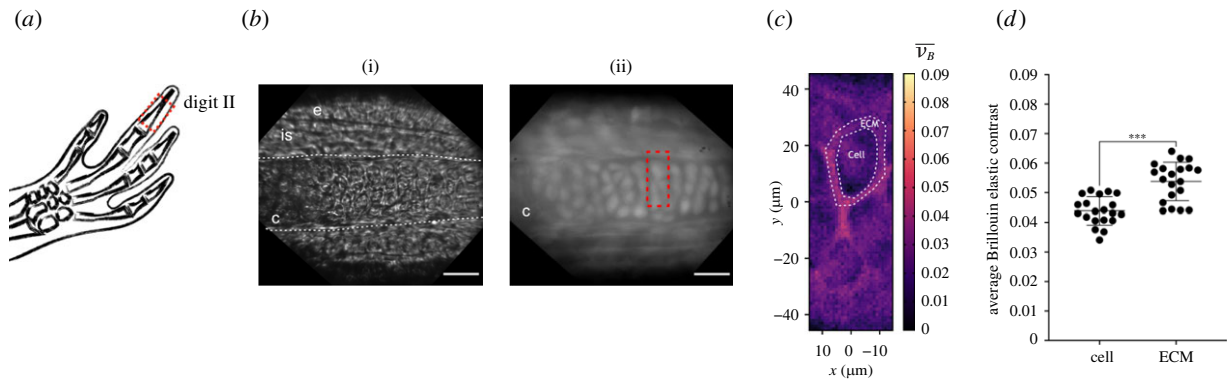 (a)
digit II
(b)
(i)
e
is
c
(ii)
c
(c)
ν_B
ECM
Cell
40
20
0
−20
−40
y (μm)
10 0 −10
x (μm)
0.09
0.08
0.07
0.06
0.05
0.04
0.03
0.02
0.01
0
(d)
average Brillouin elastic contrast
0.09
0.08
0.07
0.06
0.05
0.04
0.03
0.02
0.01
0
***
cell ECM